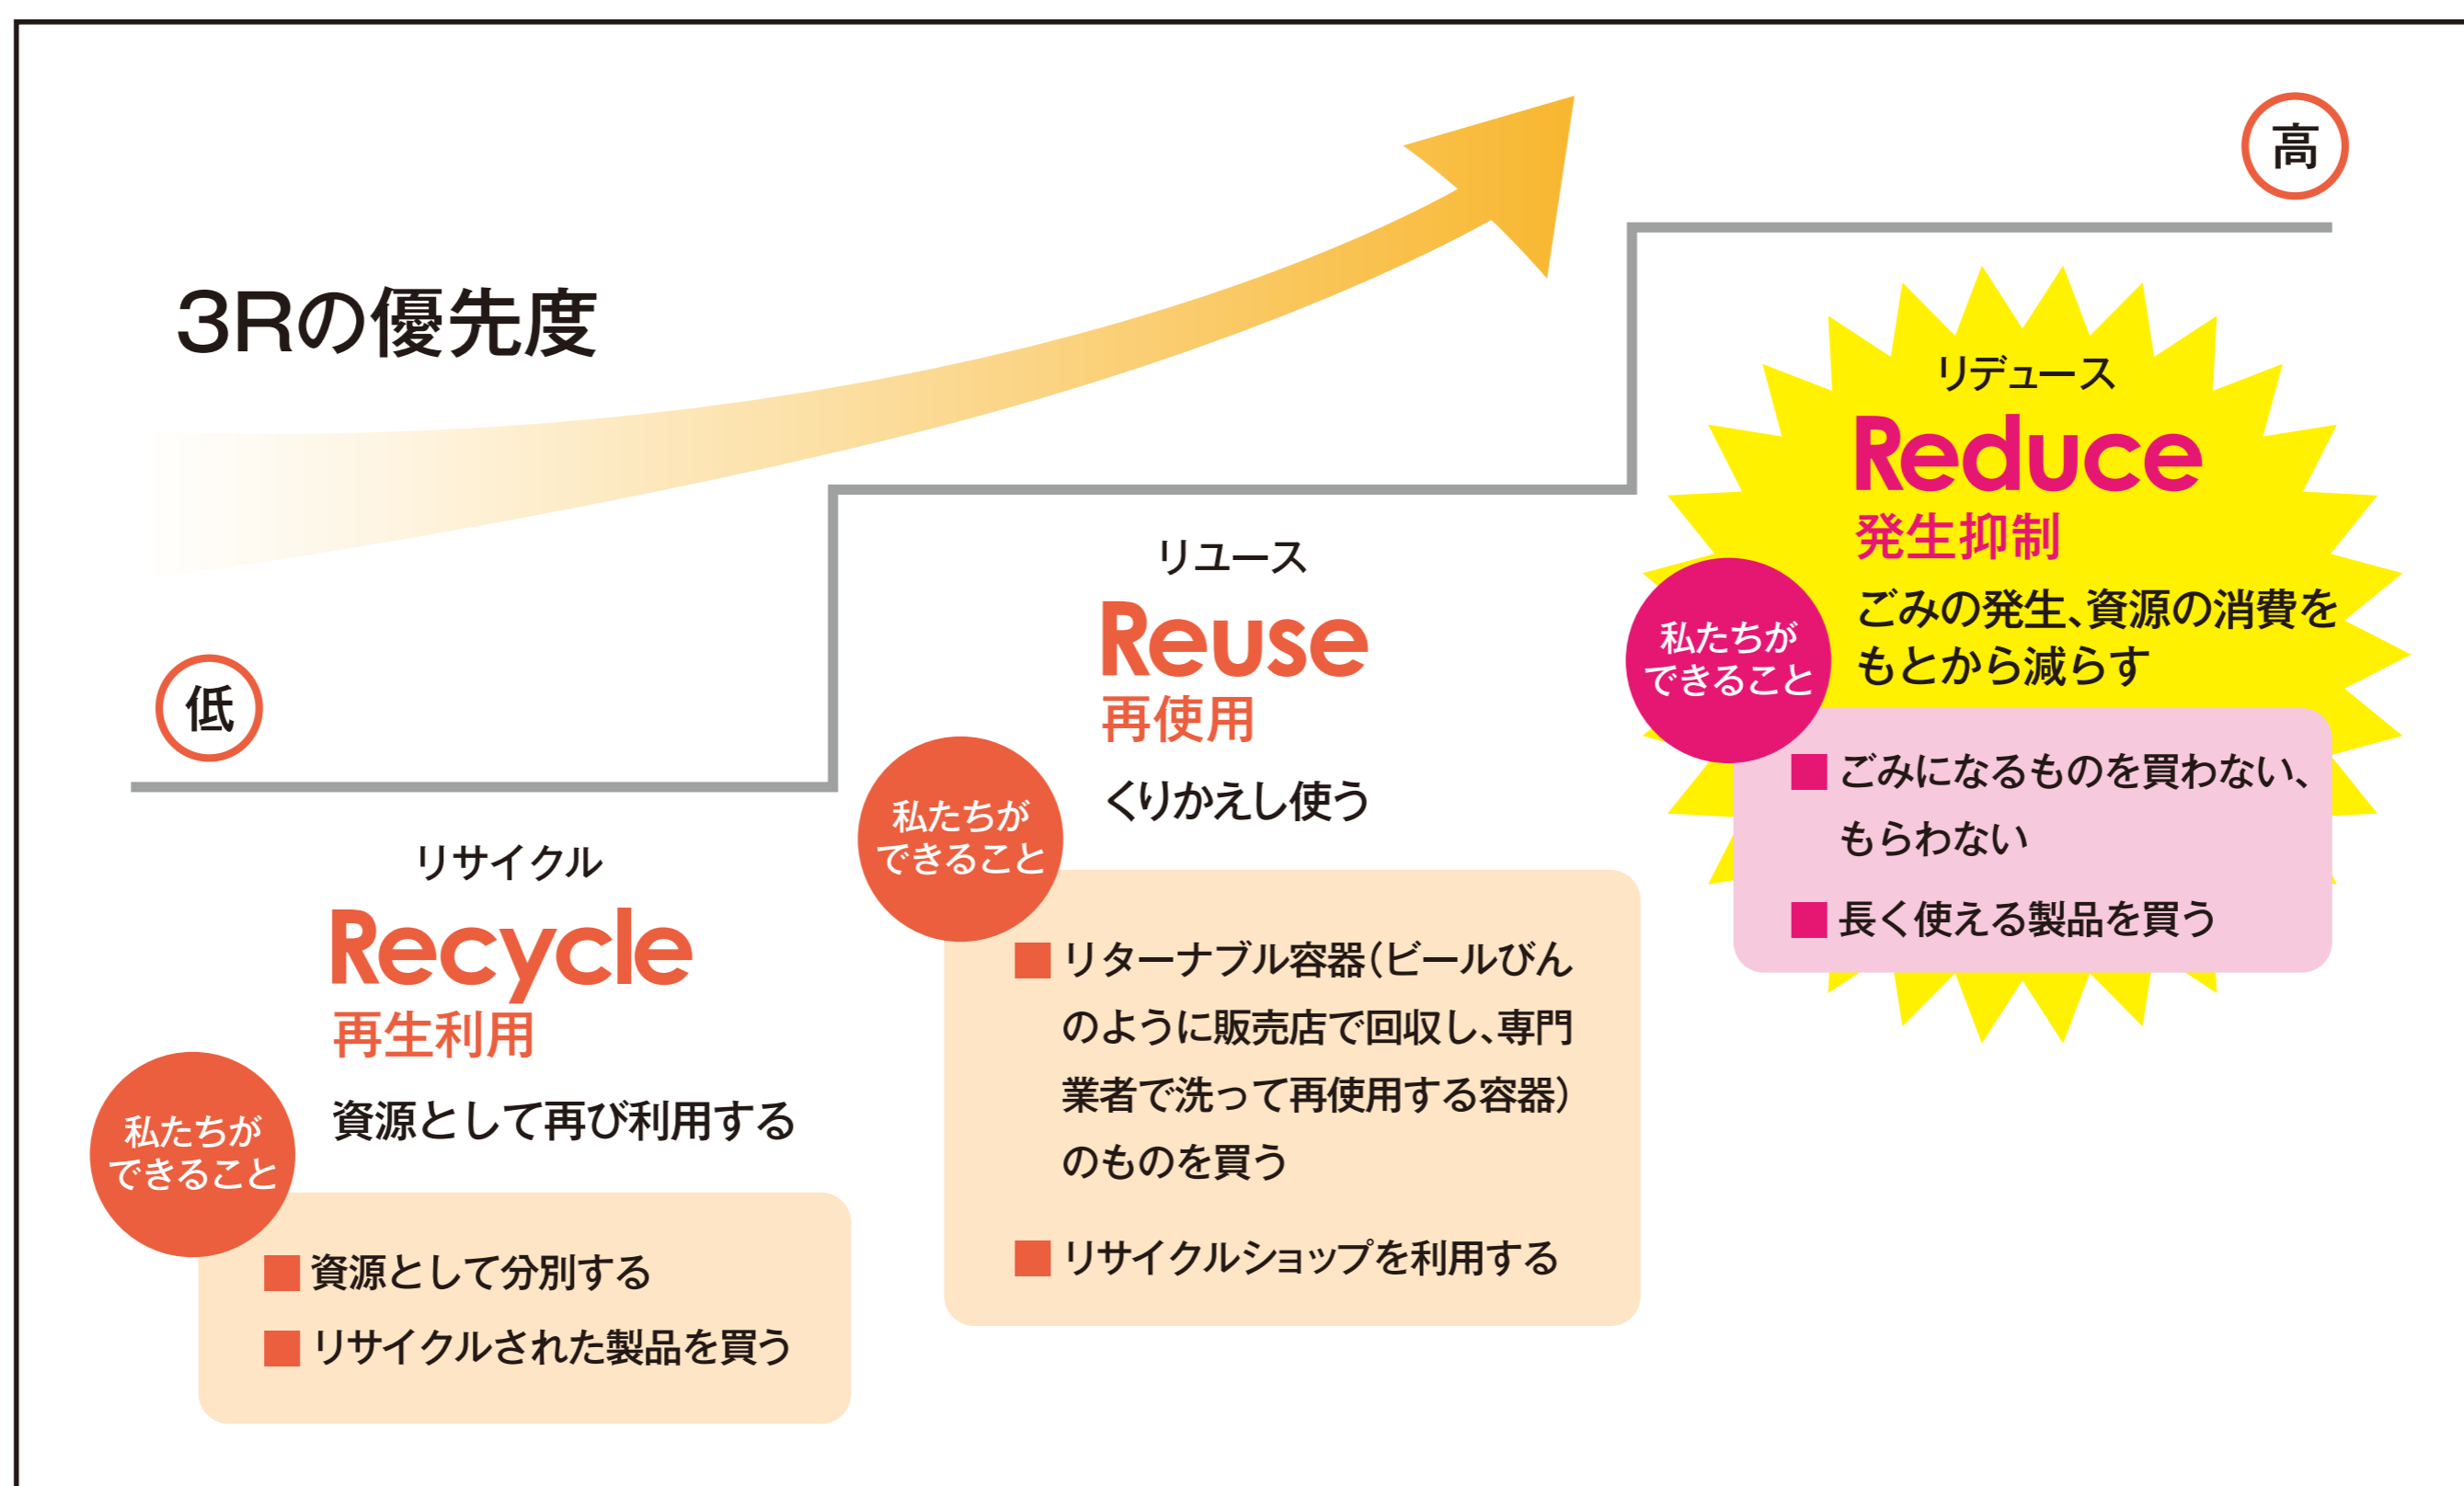 3Rの優先度
高
低
リサイクル
Recycle
再生利用
資源として再び利用する
私たちが
できること
■資源として分別する
■リサイクルされた製品を買う
リユース
Reuse
再使用
くりかえし使う
私たちが
できること
■リターナブル容器(ビールびん
のように販売店で回収し、専門
業者で洗って再使用する容器)
のものを買う
■リサイクルショップを利用する
リデュース
Reduce
発生抑制
ごみの発生、資源の消費を
もとから減らす
私たちが
できること
■ごみになるものを買わない、
もらわない
■長く使える製品を買う